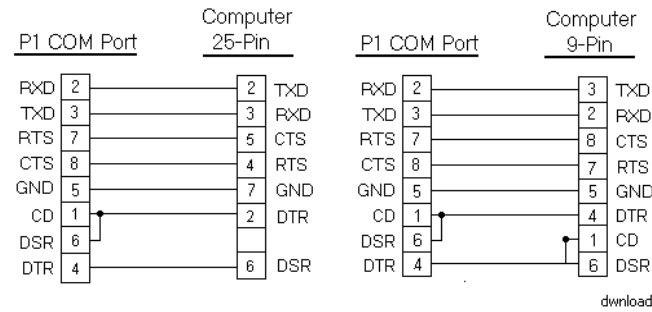 Computer
P1 COM Port 25-Pin
RXD 2 2 TXD
TXD 3 3 RXD
RTS 7 5 CTS
CTS 8 4 RTS
GND 5 7 GND
CD 1 2 DTR
DSR 6
DTR 4 6 DSR
Computer
P1 COM Port 9-Pin
RXD 2 3 TXD
TXD 3 2 RXD
RTS 7 8 CTS
CTS 8 7 RTS
GND 5 5 GND
CD 1 4 DTR
DSR 6 1 CD
DTR 4 6 DSR
dwnload